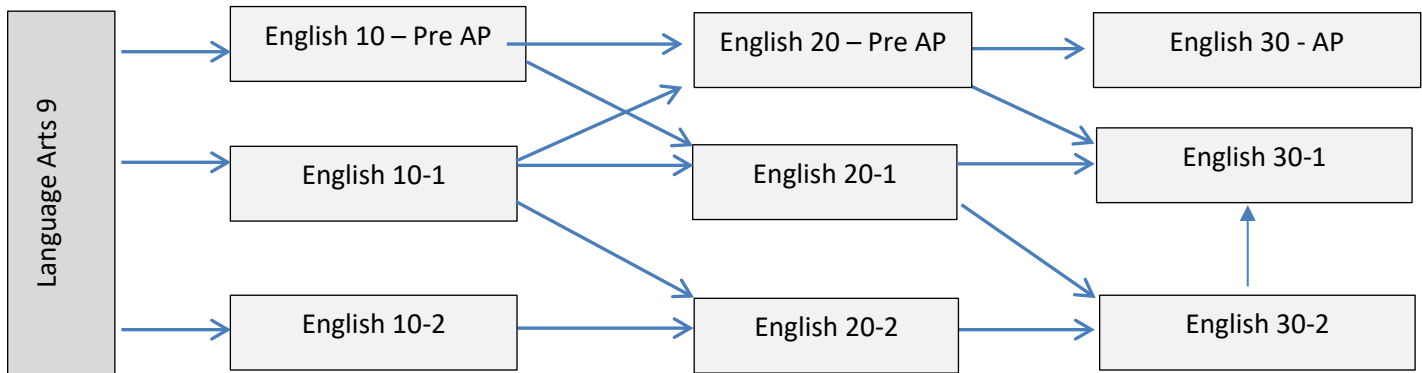 Language Arts 9
English 10 – Pre AP
English 20 – Pre AP
English 30 - AP
English 10-1
English 20-1
English 30-1
English 10-2
English 20-2
English 30-2